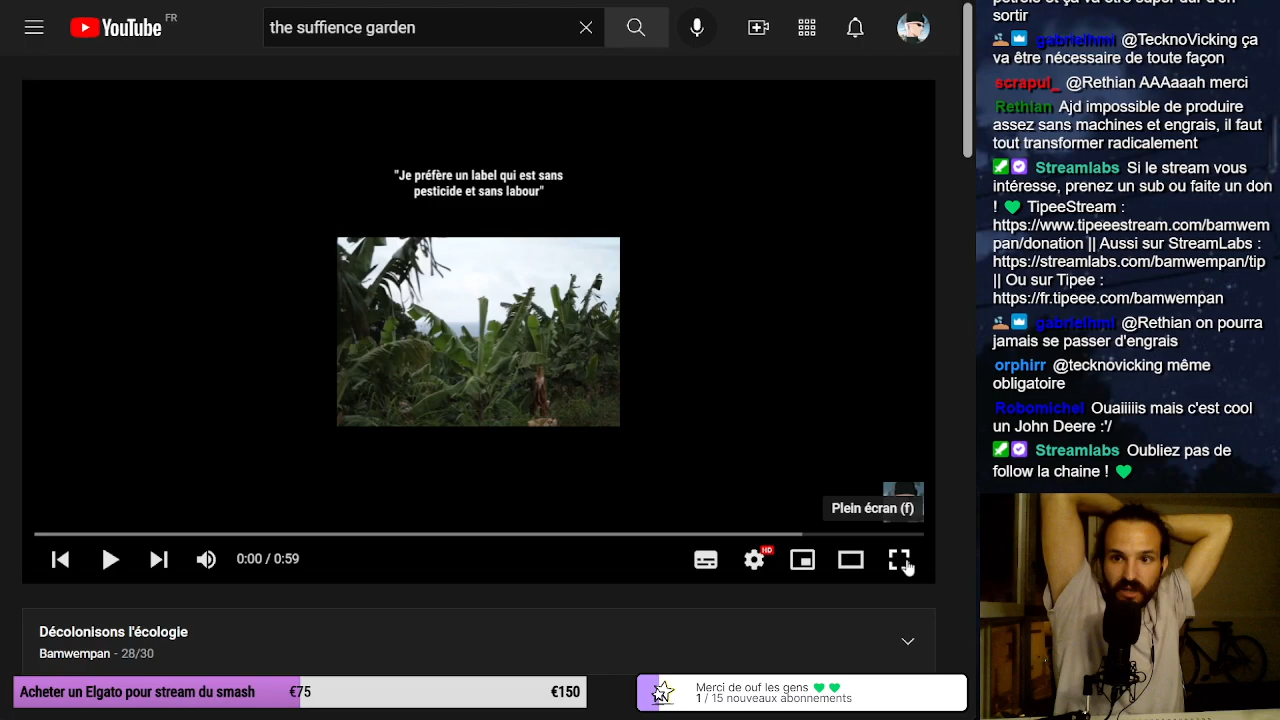 YouTube FR
the suffience garden
"Je préfère un label qui est sans
pesticide et sans labour"
Plein écran (f)
0:00 / 0:59
HD
Décolonisons l'écologie
Bamwempan - 28/30
Acheter un Elgato pour stream du smash €75 €150
Merci de ouf les gens 💚💚
1 / 15 nouveaux abonnements
sortir
gabrielhml @TecknoVicking ça
va être nécessaire de toute façon
scrapul_ @Rethian AAAaaah merci
Rethian Ajd impossible de produire
assez sans machines et engrais, il faut
tout transformer radicalement
Streamlabs Si le stream vous
intéresse, prenez un sub ou faite un don
! 💚 TipeeStream :
https://www.tipeeestream.com/bamwem
pan/donation || Aussi sur StreamLabs :
https://streamlabs.com/bamwempan/tip
|| Ou sur Tipee :
https://fr.tipeee.com/bamwempan
gabrielhml @Rethian on pourra
jamais se passer d'engrais
orphirr @tecknovicking même
obligatoire
Robomichel Ouaiiiiis mais c'est cool
un John Deere :'/
Streamlabs Oubliez pas de
follow la chaine ! 💚